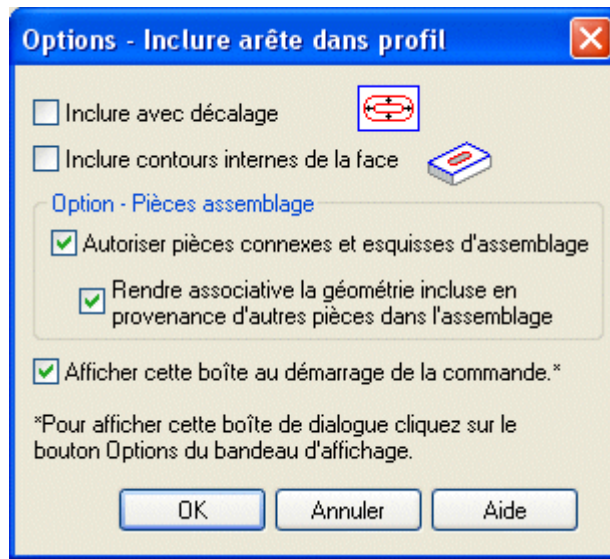 Options - Inclure arête dans profil
Inclure avec décalage
Inclure contours internes de la face
Option - Pièces assemblage
Autoriser pièces connexes et esquisses d'assemblage
Rendre associative la géométrie incluse en
provenance d'autres pièces dans l'assemblage
Afficher cette boîte au démarrage de la commande.*
*Pour afficher cette boîte de dialogue cliquez sur le
bouton Options du bandeau d'affichage.
OK Annuler Aide